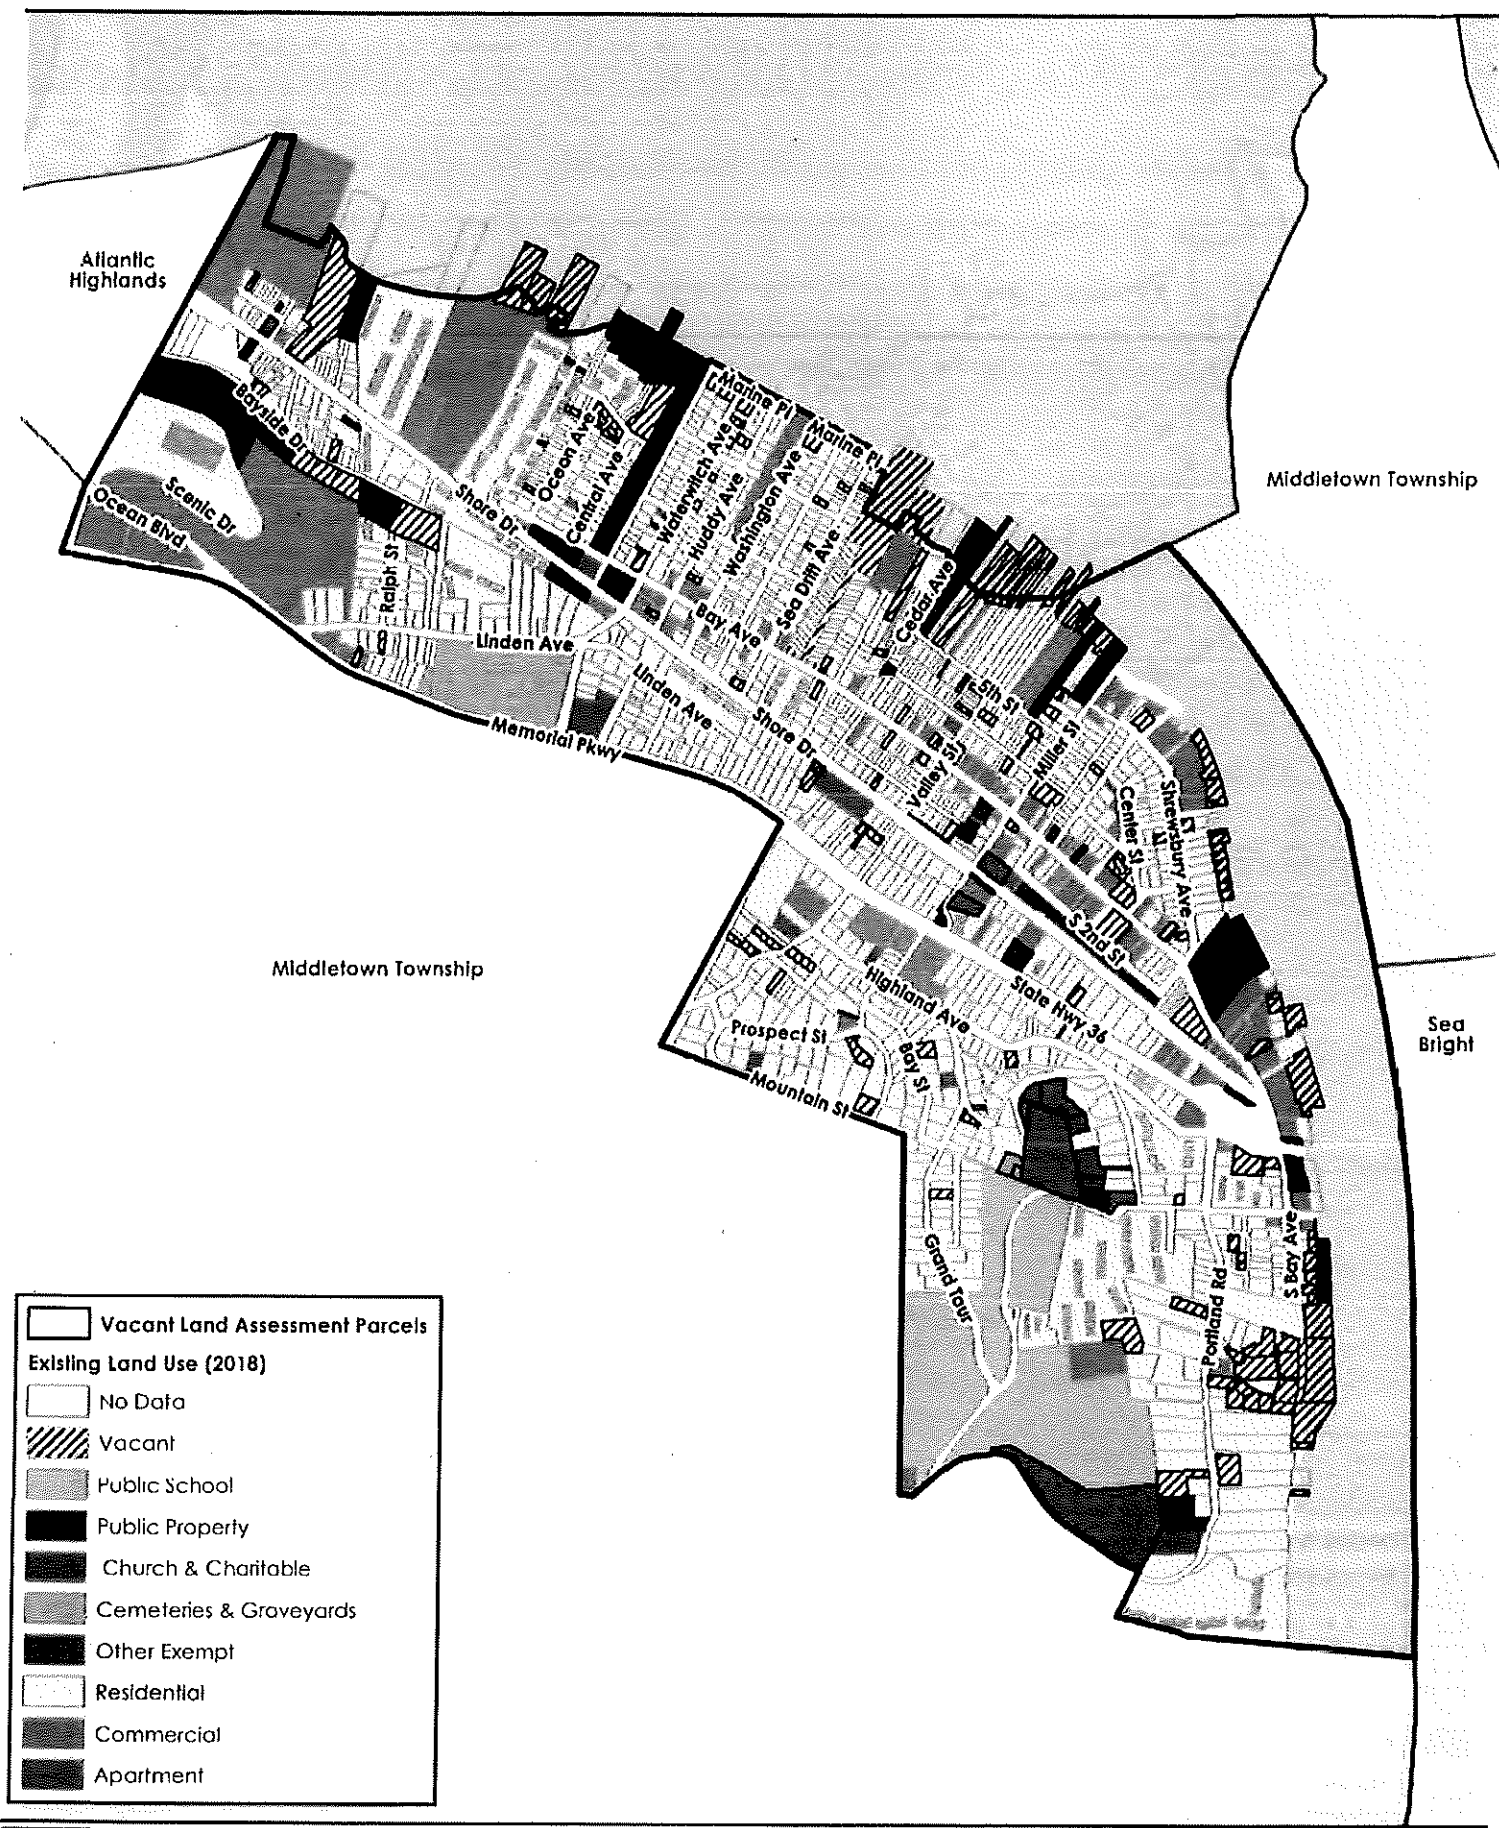 Atlantic
Highlands
Marine Pl
Marine Pl
Bayside Dr
Ocean Ave
Central Ave
Waterwitch Ave
Huddy Ave
Washington Ave
Middletown Township
Scenic Dr
Ocean Blvd
Shore Dr
Ralph St
Sea Drift Ave
Cedar Ave
Bay Ave
Linden Ave
Linden Ave
5th St
Memorial Pkwy
Shore Dr
Miller St
Valley St
Center St
Shrewsbury Ave
S 2nd St
Middletown Township
Highland Ave
State Hwy 36
Prospect St
Bay St
Sea
Bright
Mountain St
S Bay Ave
Grand Tour
Portland Rd
Vacant Land Assessment Parcels
Existing Land Use (2018)
No Data
Vacant
Public School
Public Property
Church & Charitable
Cemeteries & Graveyards
Other Exempt
Residential
Commercial
Apartment